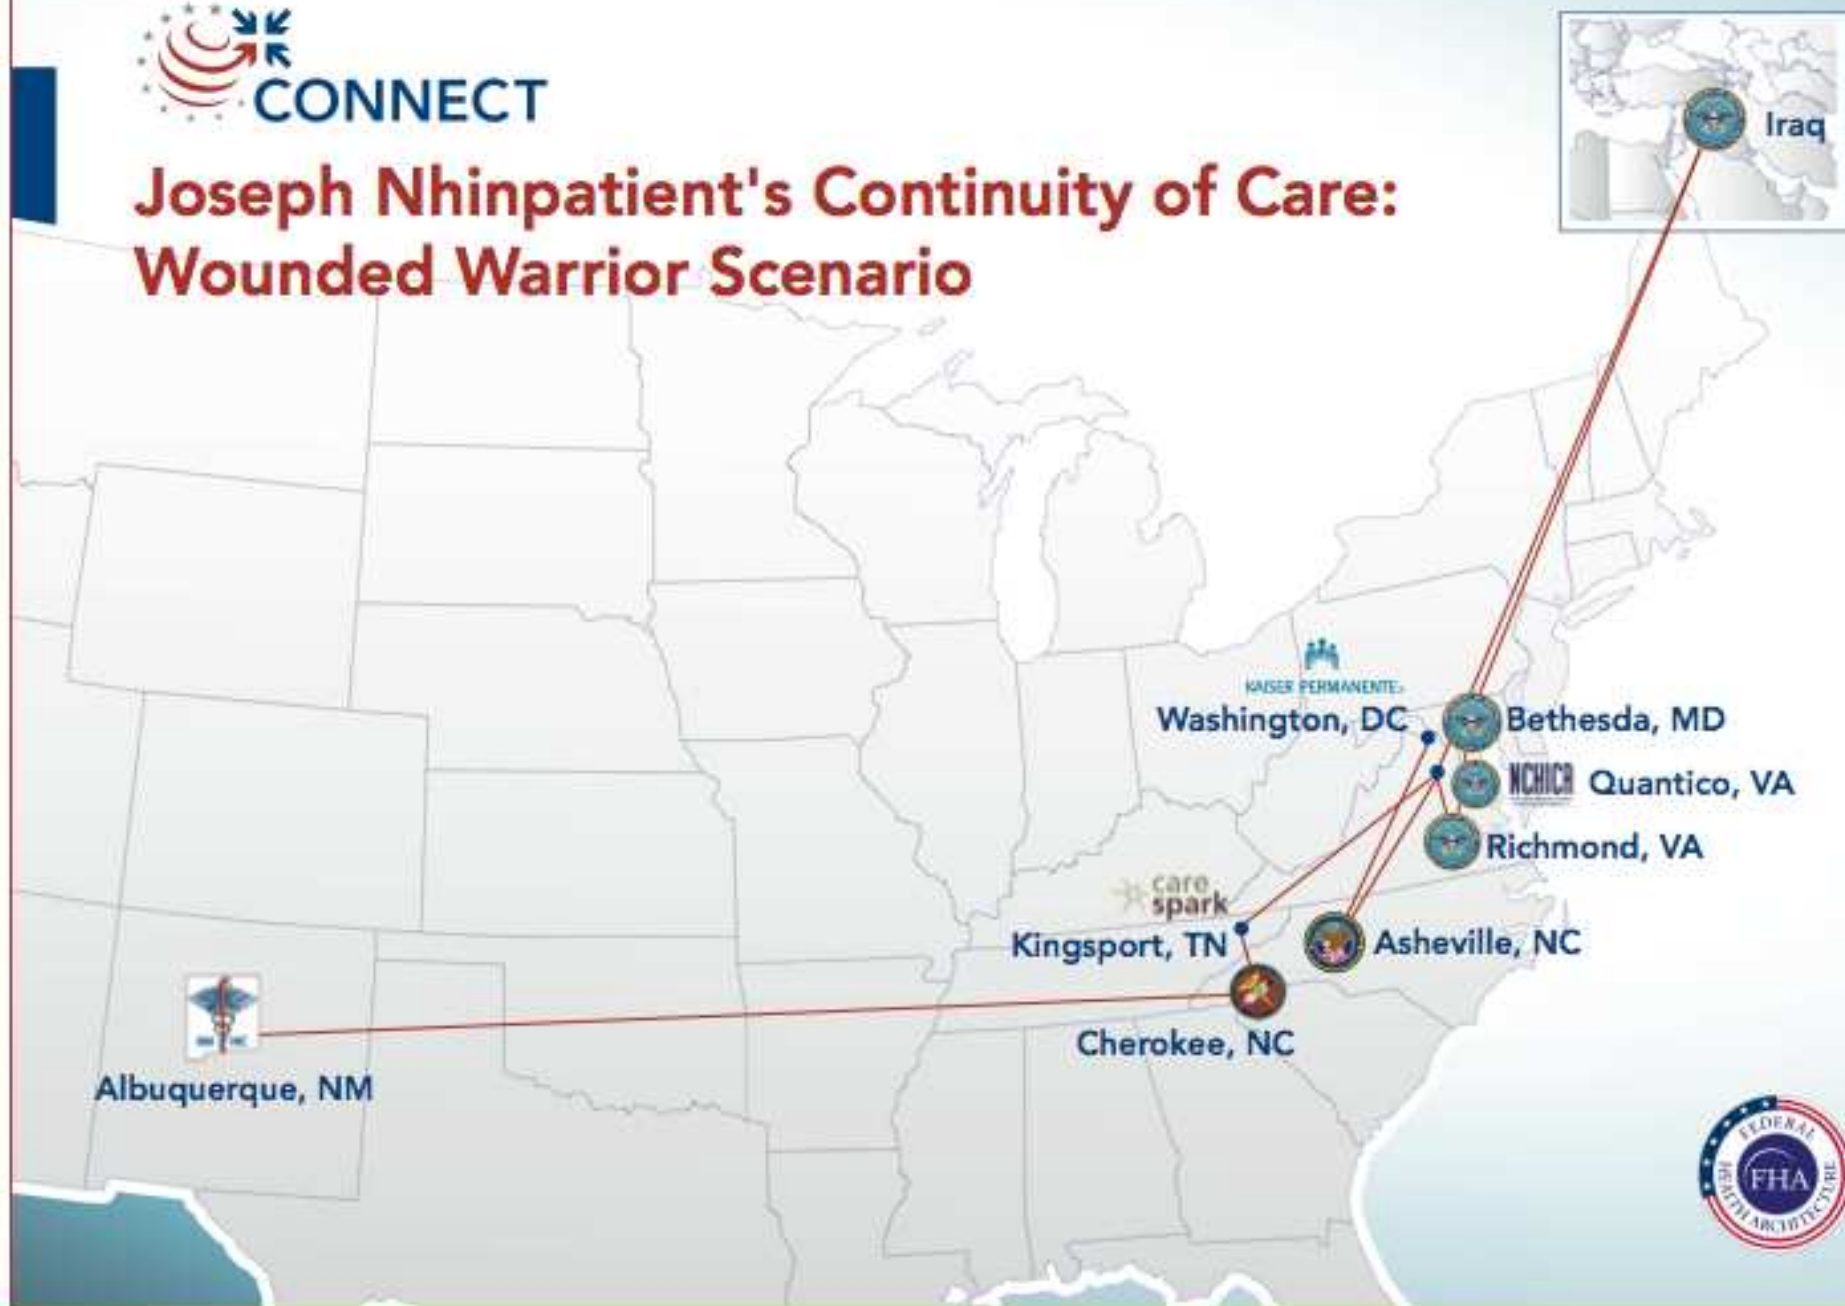 CONNECT
Joseph Nhinpatient's Continuity of Care:
Wounded Warrior Scenario
Iraq
KAISER PERMANENTE
Washington, DC
Bethesda, MD
NCHICA
Quantico, VA
Richmond, VA
care
spark
Kingsport, TN
Asheville, NC
Cherokee, NC
Albuquerque, NM
FEDERAL
FHA
HEALTH ARCHITECTURE